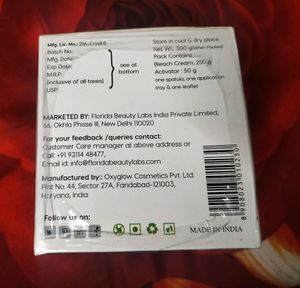 Mfg. Lic. No.:
Batch No.:
Mfg. Date:
Exp Date:
M.R.P.:
(inclusive of all taxes)
USP:
see at
bottom
Store in cool & dry place
Net Wt.: 300 g (When Packed)
Pack Contains
Bleach Cream: 250 g
Activator: 50 g
one spatula, one application
tray & one leaflet
MARKETED BY: Florida Beauty Labs India Private Limited,
66, Okhla Phase III, New Delhi 110020
For your feedback /queries contact:
Customer Care manager at above address or
Call on: +91 93114 48477,
Email id: info@floridabeautylabs.com
Manufactured by:: Oxyglow Cosmetics Pvt. Ltd.
Plot No. 44, Sector 27A, Faridabad-121003,
Haryana, India
Follow us on:
MADE IN INDIA